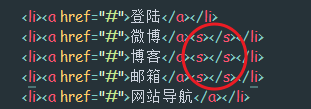 <li><a href="#">登陆</a></li>
<li><a href="#">微博</a><s></s></li>
<li><a href="#">博客</a><s></s></li>
<li><a href="#">邮箱</a><s></s></li>
<li><a href="#">网站导航</a></li>